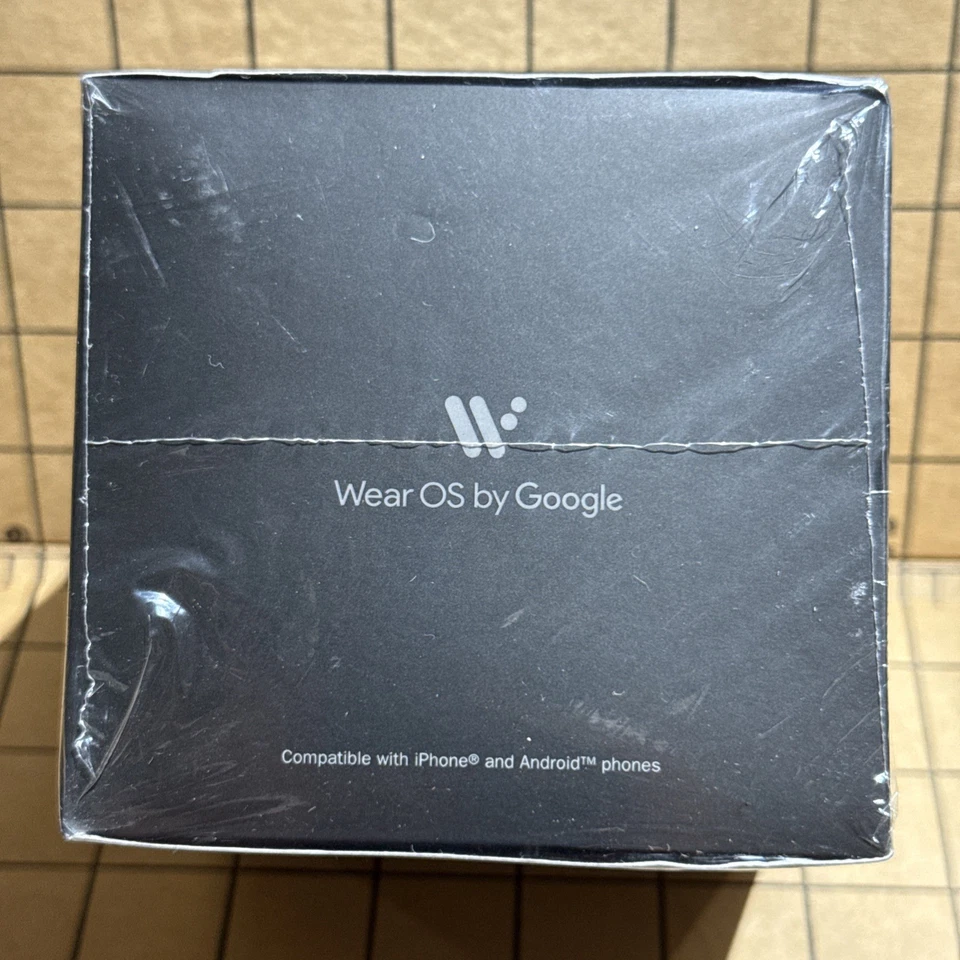 Wear OS by Google
Compatible with iPhone® and Android™ phones